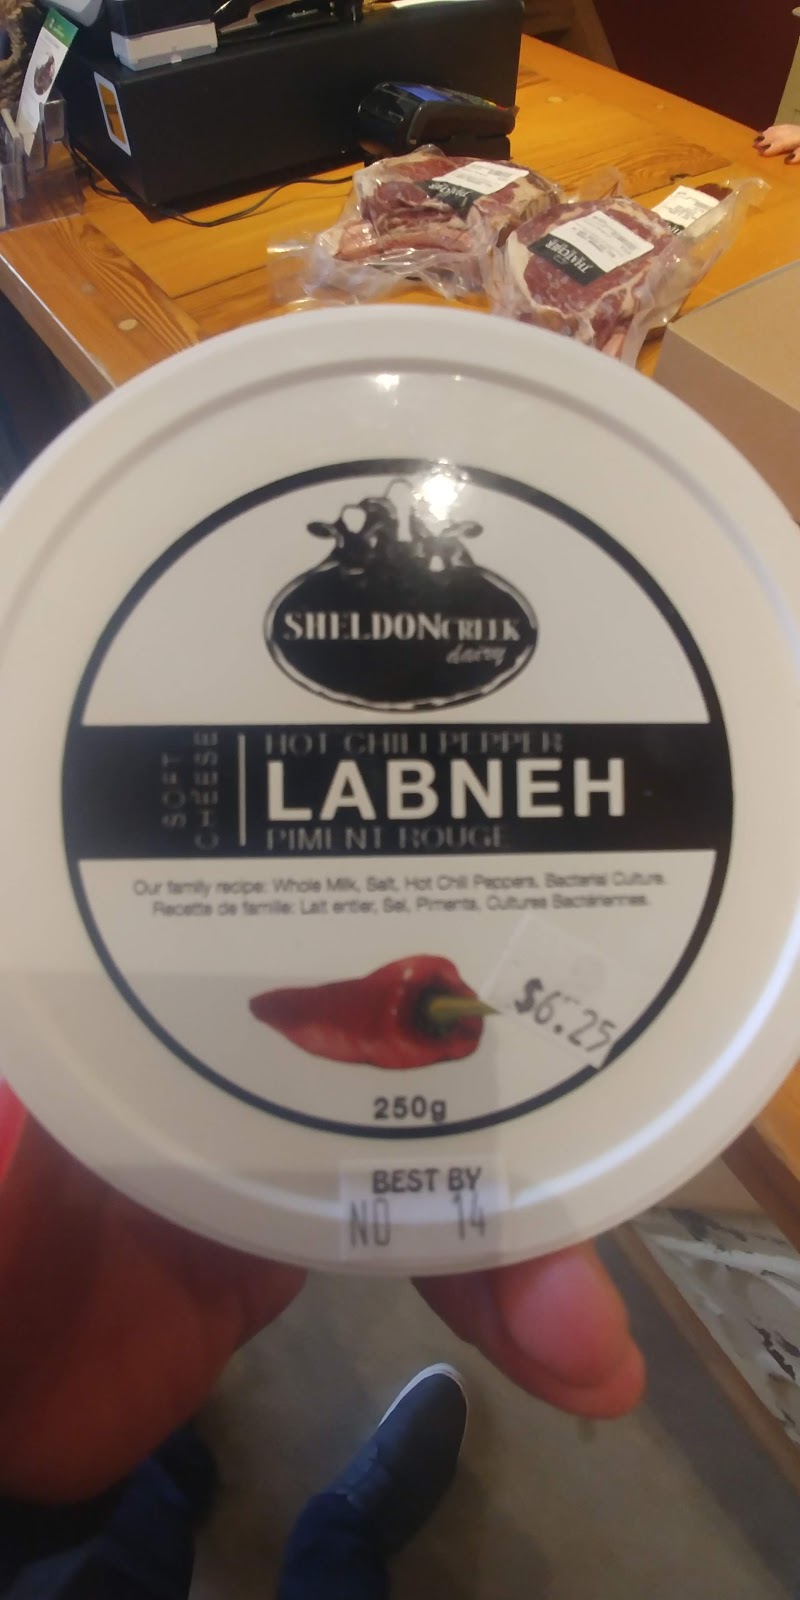 THATCHER
THATCHER
SHELDON CREEK
dairy
SOFT
CHEESE
HOT CHILI PEPPER
LABNEH
PIMENT ROUGE
Our family recipe: Whole Milk, Salt, Hot Chili Peppers, Bacterial Culture.
Recette de famille: Lait entier, Sel, Piments, Cultures Bactériennes.
$6.25
250g
BEST BY
NO 14